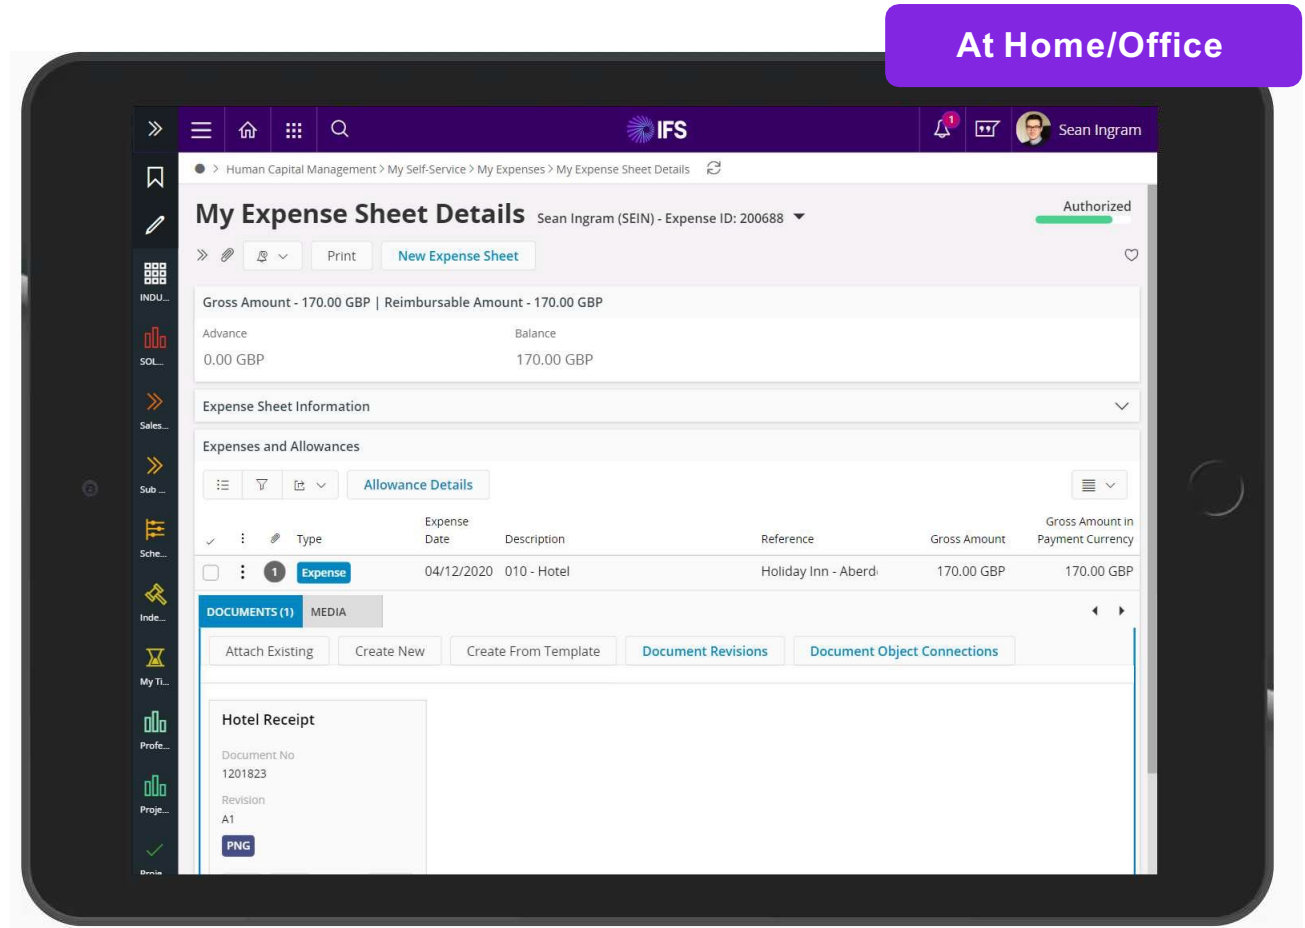 At Home/Office
1
IFS
Sean Ingram
Human Capital Management > My Self-Service > My Expenses > My Expense Sheet Details
My Expense Sheet Details Sean Ingram (SEIN) - Expense ID: 200688
Authorized
Print New Expense Sheet
Gross Amount - 170.00 GBP | Reimbursable Amount - 170.00 GBP
Advance Balance
0.00 GBP 170.00 GBP
Expense Sheet Information
Expenses and Allowances
Allowance Details
Type Expense Date Description Reference Gross Amount Gross Amount in Payment Currency
1 Expense 04/12/2020 010 - Hotel Holiday Inn - Aberd 170.00 GBP 170.00 GBP
DOCUMENTS (1) MEDIA
Attach Existing Create New Create From Template Document Revisions Document Object Connections
Hotel Receipt
Document No
1201823
Revision
A1
PNG
INDU...
SOL...
Sales...
Sub ...
Sche...
Inde...
My Ti...
Profe...
Proje...